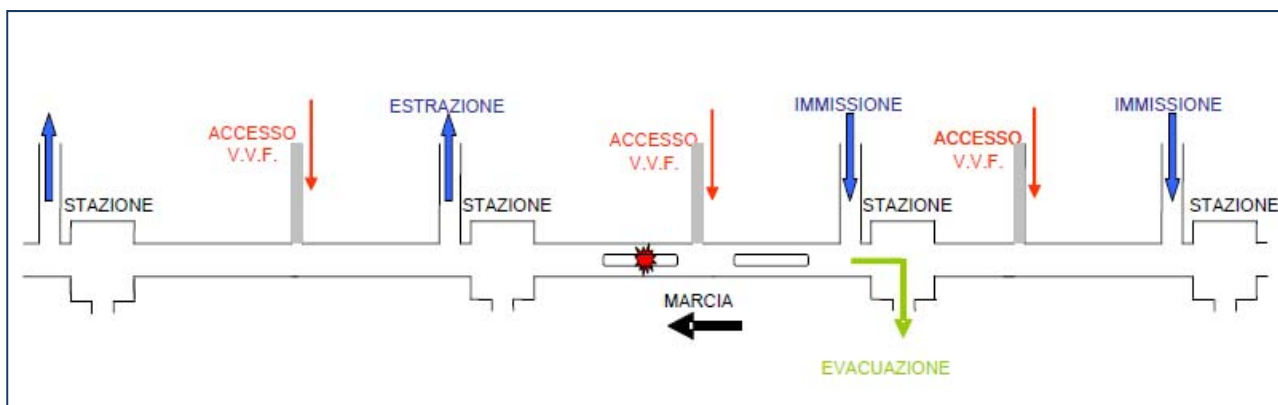 ESTRAZIONE
IMMISSIONE
IMMISSIONE
ACCESSO
V.V.F.
ACCESSO
V.V.F.
ACCESSO
V.V.F.
STAZIONE
STAZIONE
STAZIONE
STAZIONE
MARCIA
EVACUAZIONE